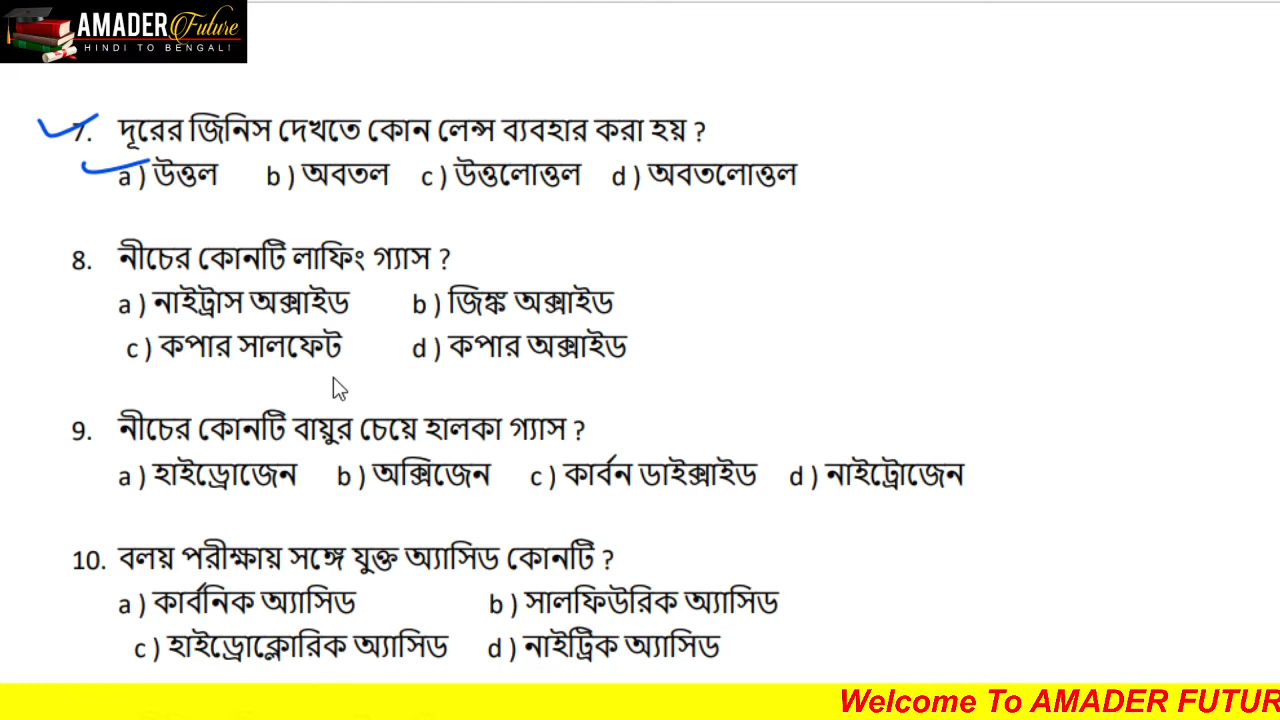 AMADER Future
HINDI TO BENGALI
7. দূরের জিনিস দেখতে কোন লেন্স ব্যবহার করা হয় ?
a ) উত্তল b ) অবতল c ) উত্তলোত্তল d ) অবতলোত্তল
8. নীচের কোনটি লাফিং গ্যাস ?
a ) নাইট্রাস অক্সাইড b ) জিঙ্ক অক্সাইড
c ) কপার সালফেট d ) কপার অক্সাইড
9. নীচের কোনটি বায়ুর চেয়ে হালকা গ্যাস ?
a ) হাইড্রোজেন b ) অক্সিজেন c ) কার্বন ডাইক্সাইড d ) নাইট্রোজেন
10. বলয় পরীক্ষায় সঙ্গে যুক্ত অ্যাসিড কোনটি ?
a ) কার্বনিক অ্যাসিড b ) সালফিউরিক অ্যাসিড
c ) হাইড্রোক্লোরিক অ্যাসিড d ) নাইট্রিক অ্যাসিড
Welcome To AMADER FUTUR